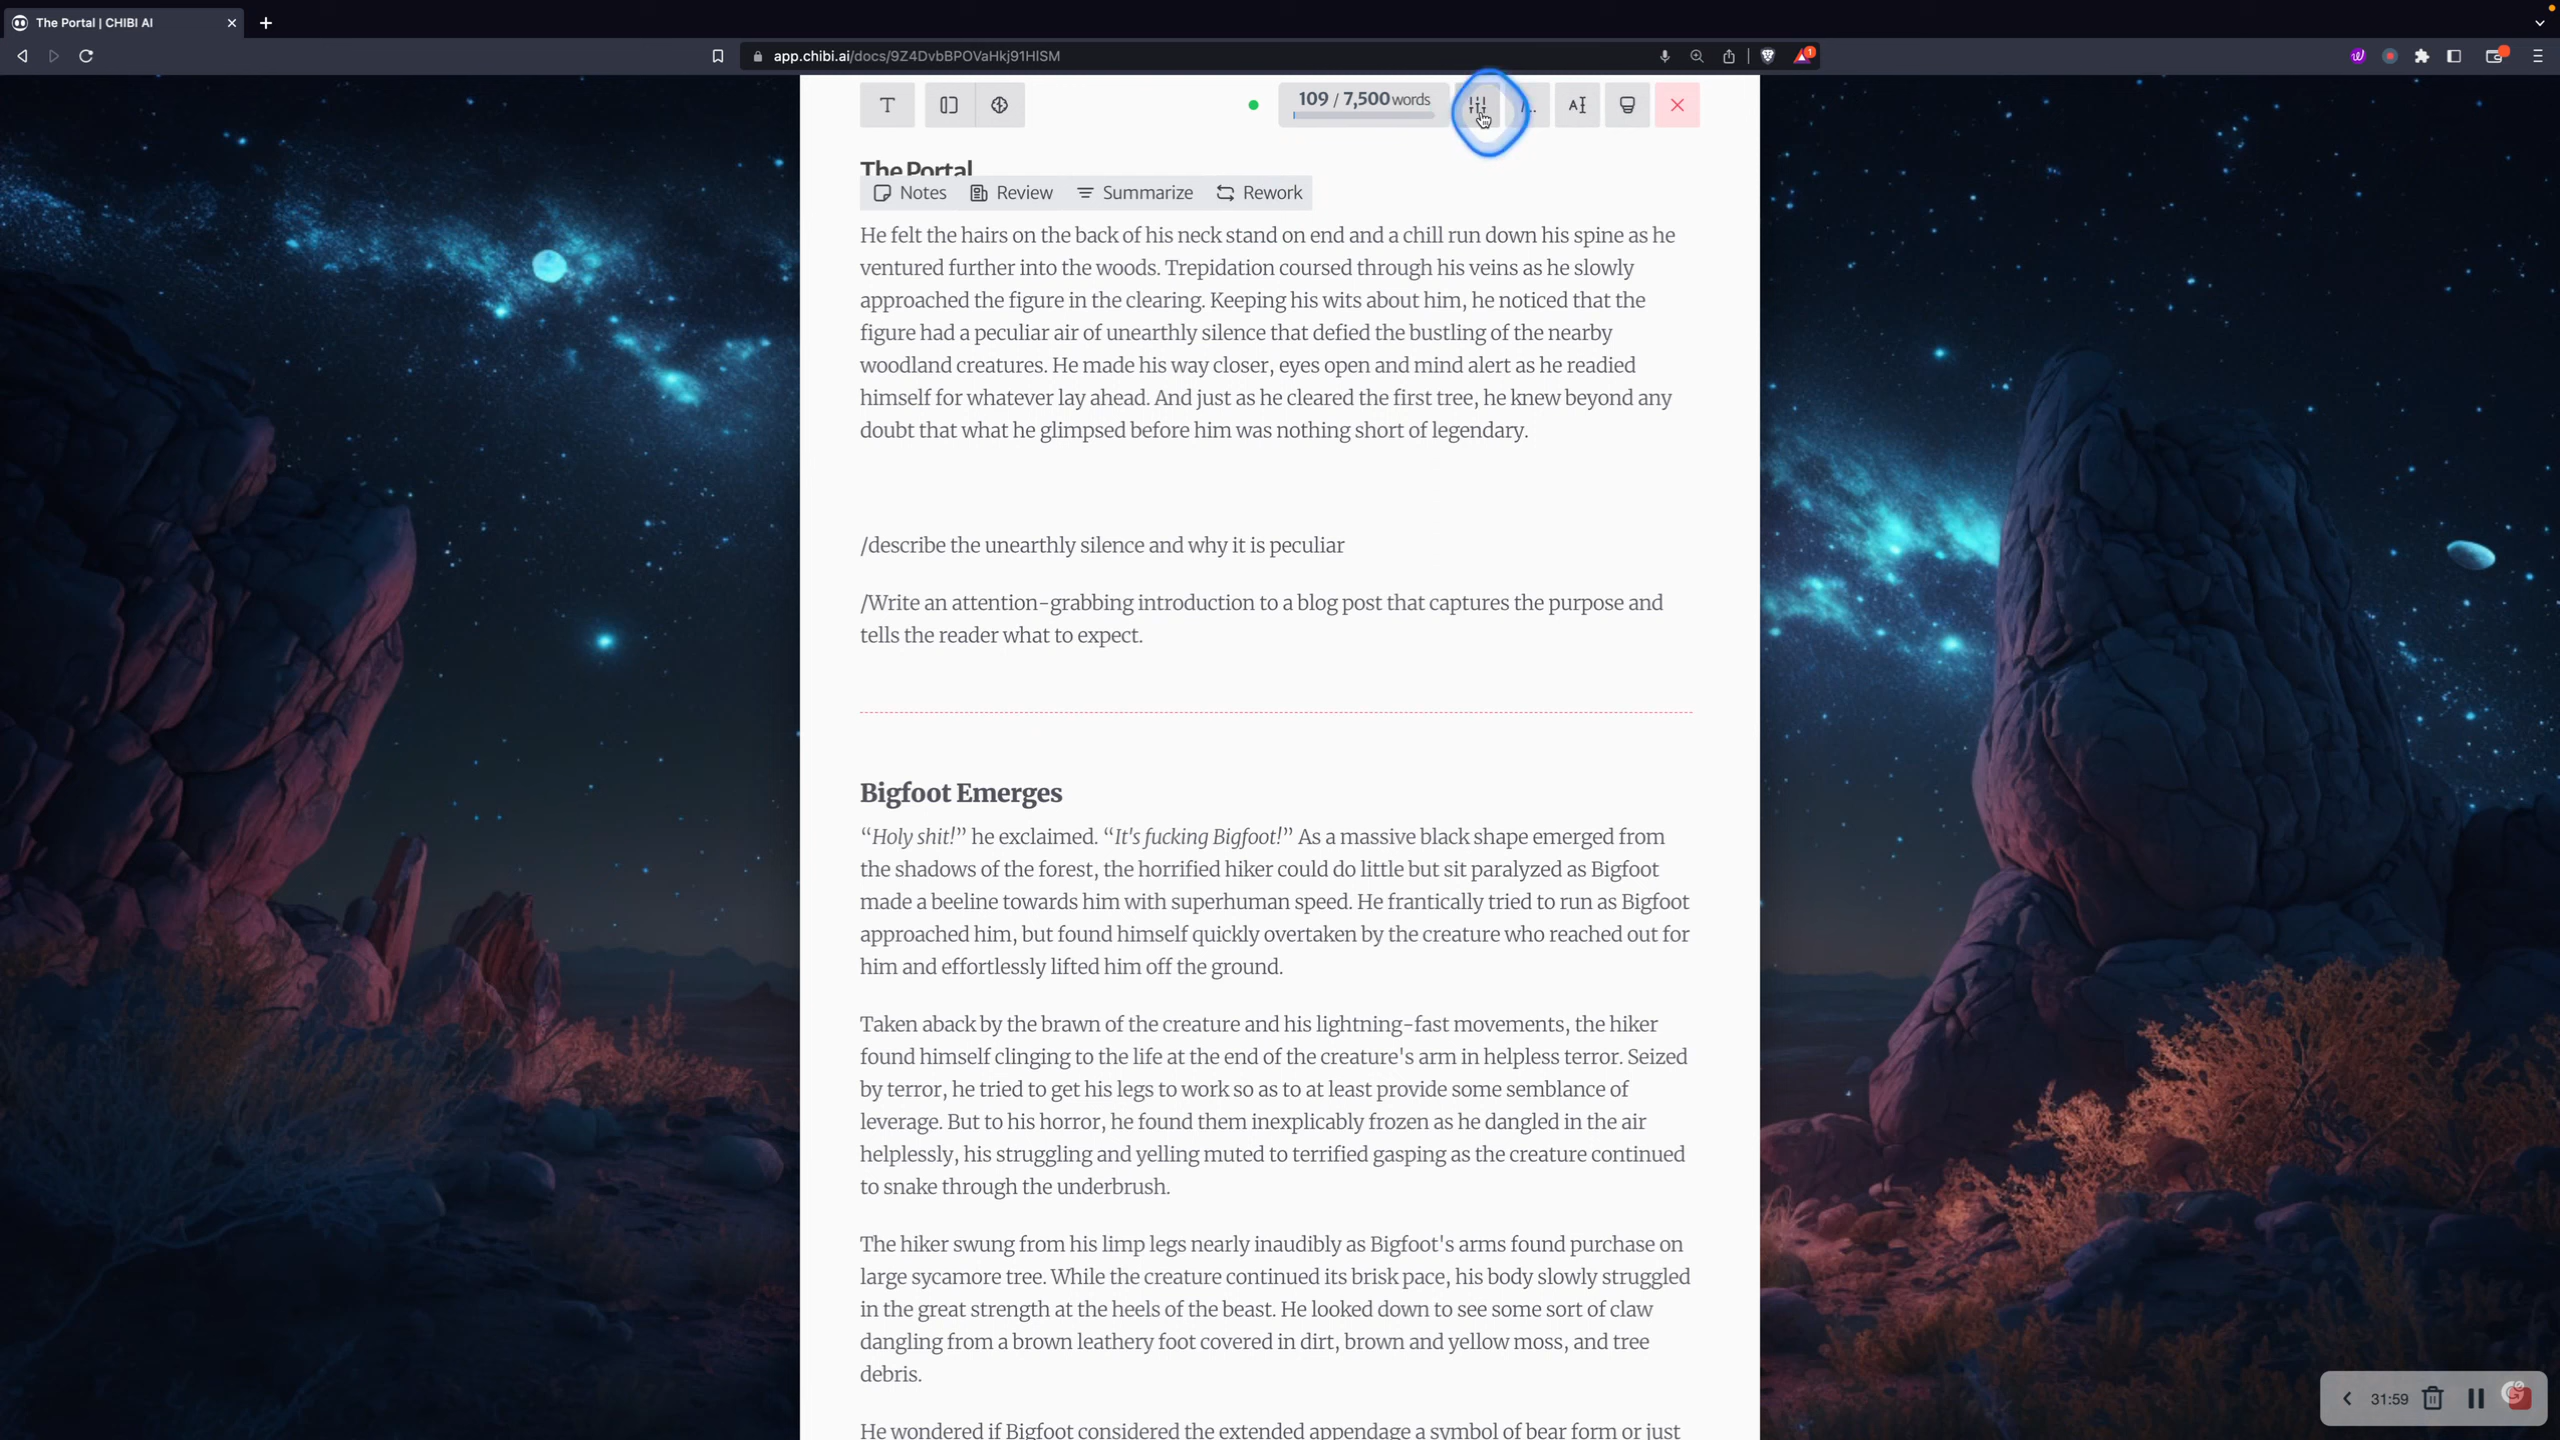 The Portal | CHIBI AI
app.chibi.ai/docs/9Z4DvbBPOVaHkj91HISM
1
T
109 / 7,500 words
AI
The Portal
Notes Review Summarize Rework
He felt the hairs on the back of his neck stand on end and a chill run down his spine as he
ventured further into the woods. Trepidation coursed through his veins as he slowly
approached the figure in the clearing. Keeping his wits about him, he noticed that the
figure had a peculiar air of unearthly silence that defied the bustling of the nearby
woodland creatures. He made his way closer, eyes open and mind alert as he readied
himself for whatever lay ahead. And just as he cleared the first tree, he knew beyond any
doubt that what he glimpsed before him was nothing short of legendary.
/describe the unearthly silence and why it is peculiar
/Write an attention-grabbing introduction to a blog post that captures the purpose and
tells the reader what to expect.
Bigfoot Emerges
“Holy shit!” he exclaimed. “It's fucking Bigfoot!” As a massive black shape emerged from
the shadows of the forest, the horrified hiker could do little but sit paralyzed as Bigfoot
made a beeline towards him with superhuman speed. He frantically tried to run as Bigfoot
approached him, but found himself quickly overtaken by the creature who reached out for
him and effortlessly lifted him off the ground.
Taken aback by the brawn of the creature and his lightning-fast movements, the hiker
found himself clinging to the life at the end of the creature's arm in helpless terror. Seized
by terror, he tried to get his legs to work so as to at least provide some semblance of
leverage. But to his horror, he found them inexplicably frozen as he dangled in the air
helplessly, his struggling and yelling muted to terrified gasping as the creature continued
to snake through the underbrush.
The hiker swung from his limp legs nearly inaudibly as Bigfoot's arms found purchase on
large sycamore tree. While the creature continued its brisk pace, his body slowly struggled
in the great strength at the heels of the beast. He looked down to see some sort of claw
dangling from a brown leathery foot covered in dirt, brown and yellow moss, and tree
debris.
He wondered if Bigfoot considered the extended appendage a symbol of bear form or just
31:59